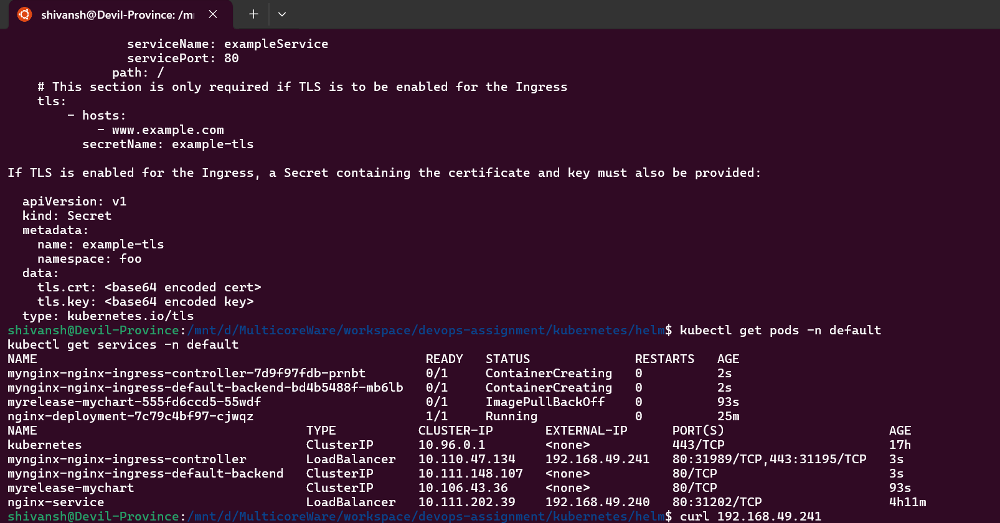 shivansh@Devil-Province: /m
serviceName: exampleService
servicePort: 80
path: /
# This section is only required if TLS is to be enabled for the Ingress
tls:
- hosts:
- www.example.com
secretName: example-tls
If TLS is enabled for the Ingress, a Secret containing the certificate and key must also be provided:
apiVersion: v1
kind: Secret
metadata:
name: example-tls
namespace: foo
data:
tls.crt: <base64 encoded cert>
tls.key: <base64 encoded key>
type: kubernetes.io/tls
shivansh@Devil-Province:/mnt/d/MulticoreWare/workspace/devops-assignment/kubernetes/helm$ kubectl get pods -n default
kubectl get services -n default
NAME READY STATUS RESTARTS AGE
mynginx-nginx-ingress-controller-7d9f97fdb-prnbt 0/1 ContainerCreating 0 2s
mynginx-nginx-ingress-default-backend-bd4b5488f-mb6lb 0/1 ContainerCreating 0 2s
myrelease-mychart-555fd6ccd5-55wdf 0/1 ImagePullBackOff 0 93s
nginx-deployment-7c79c4bf97-cjwqz 1/1 Running 0 25m
NAME TYPE CLUSTER-IP EXTERNAL-IP PORT(S) AGE
kubernetes ClusterIP 10.96.0.1 <none> 443/TCP 17h
mynginx-nginx-ingress-controller LoadBalancer 10.110.47.134 192.168.49.241 80:31989/TCP,443:31195/TCP 3s
mynginx-nginx-ingress-default-backend ClusterIP 10.111.148.107 <none> 80/TCP 3s
myrelease-mychart ClusterIP 10.106.43.36 <none> 80/TCP 93s
nginx-service LoadBalancer 10.111.202.39 192.168.49.240 80:31202/TCP 4h11m
shivansh@Devil-Province:/mnt/d/MulticoreWare/workspace/devops-assignment/kubernetes/helm$ curl 192.168.49.241